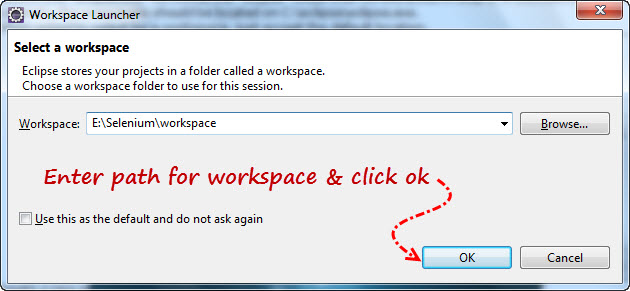 Workspace Launcher
Select a workspace
Eclipse stores your projects in a folder called a workspace.
Choose a workspace folder to use for this session.
Workspace: E:\Selenium\workspace Browse...
Enter path for workspace & click ok
Use this as the default and do not ask again
OK Cancel